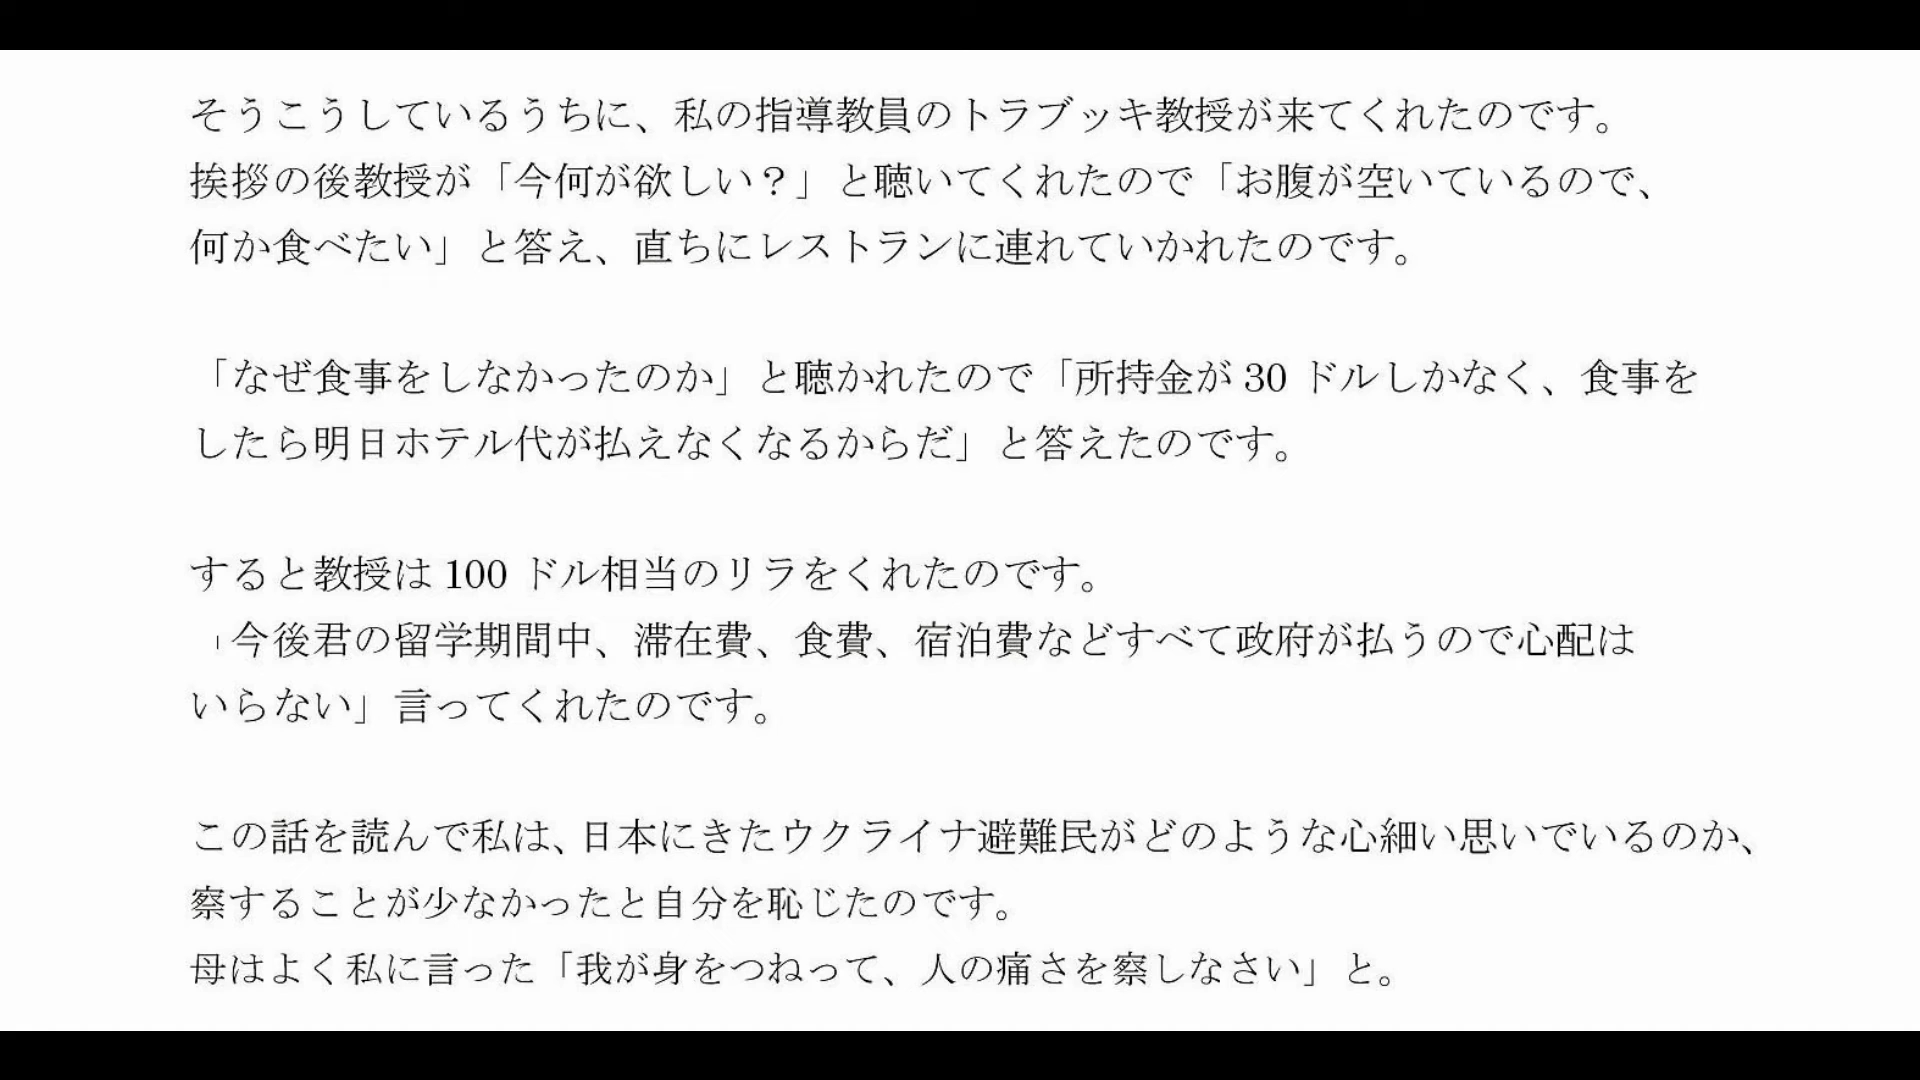 そうこうしているうちに、私の指導教員のトラブッキ教授が来てくれたのです。
挨拶の後教授が「今何が欲しい？」と聴いてくれたので「お腹が空いているので、
何か食べたい」と答え、直ちにレストランに連れていかれたのです。
「なぜ食事をしなかったのか」と聴かれたので「所持金が 30 ドルしかなく、食事を
したら明日ホテル代が払えなくなるからだ」と答えたのです。
すると教授は 100 ドル相当のリラをくれたのです。
「今後君の留学期間中、滞在費、食費、宿泊費などすべて政府が払うので心配は
いらない」言ってくれたのです。
この話を読んで私は、日本にきたウクライナ避難民がどのような心細い思いでいるのか、
察することが少なかったと自分を恥じたのです。
母はよく私に言った「我が身をつねって、人の痛さを察しなさい」と。